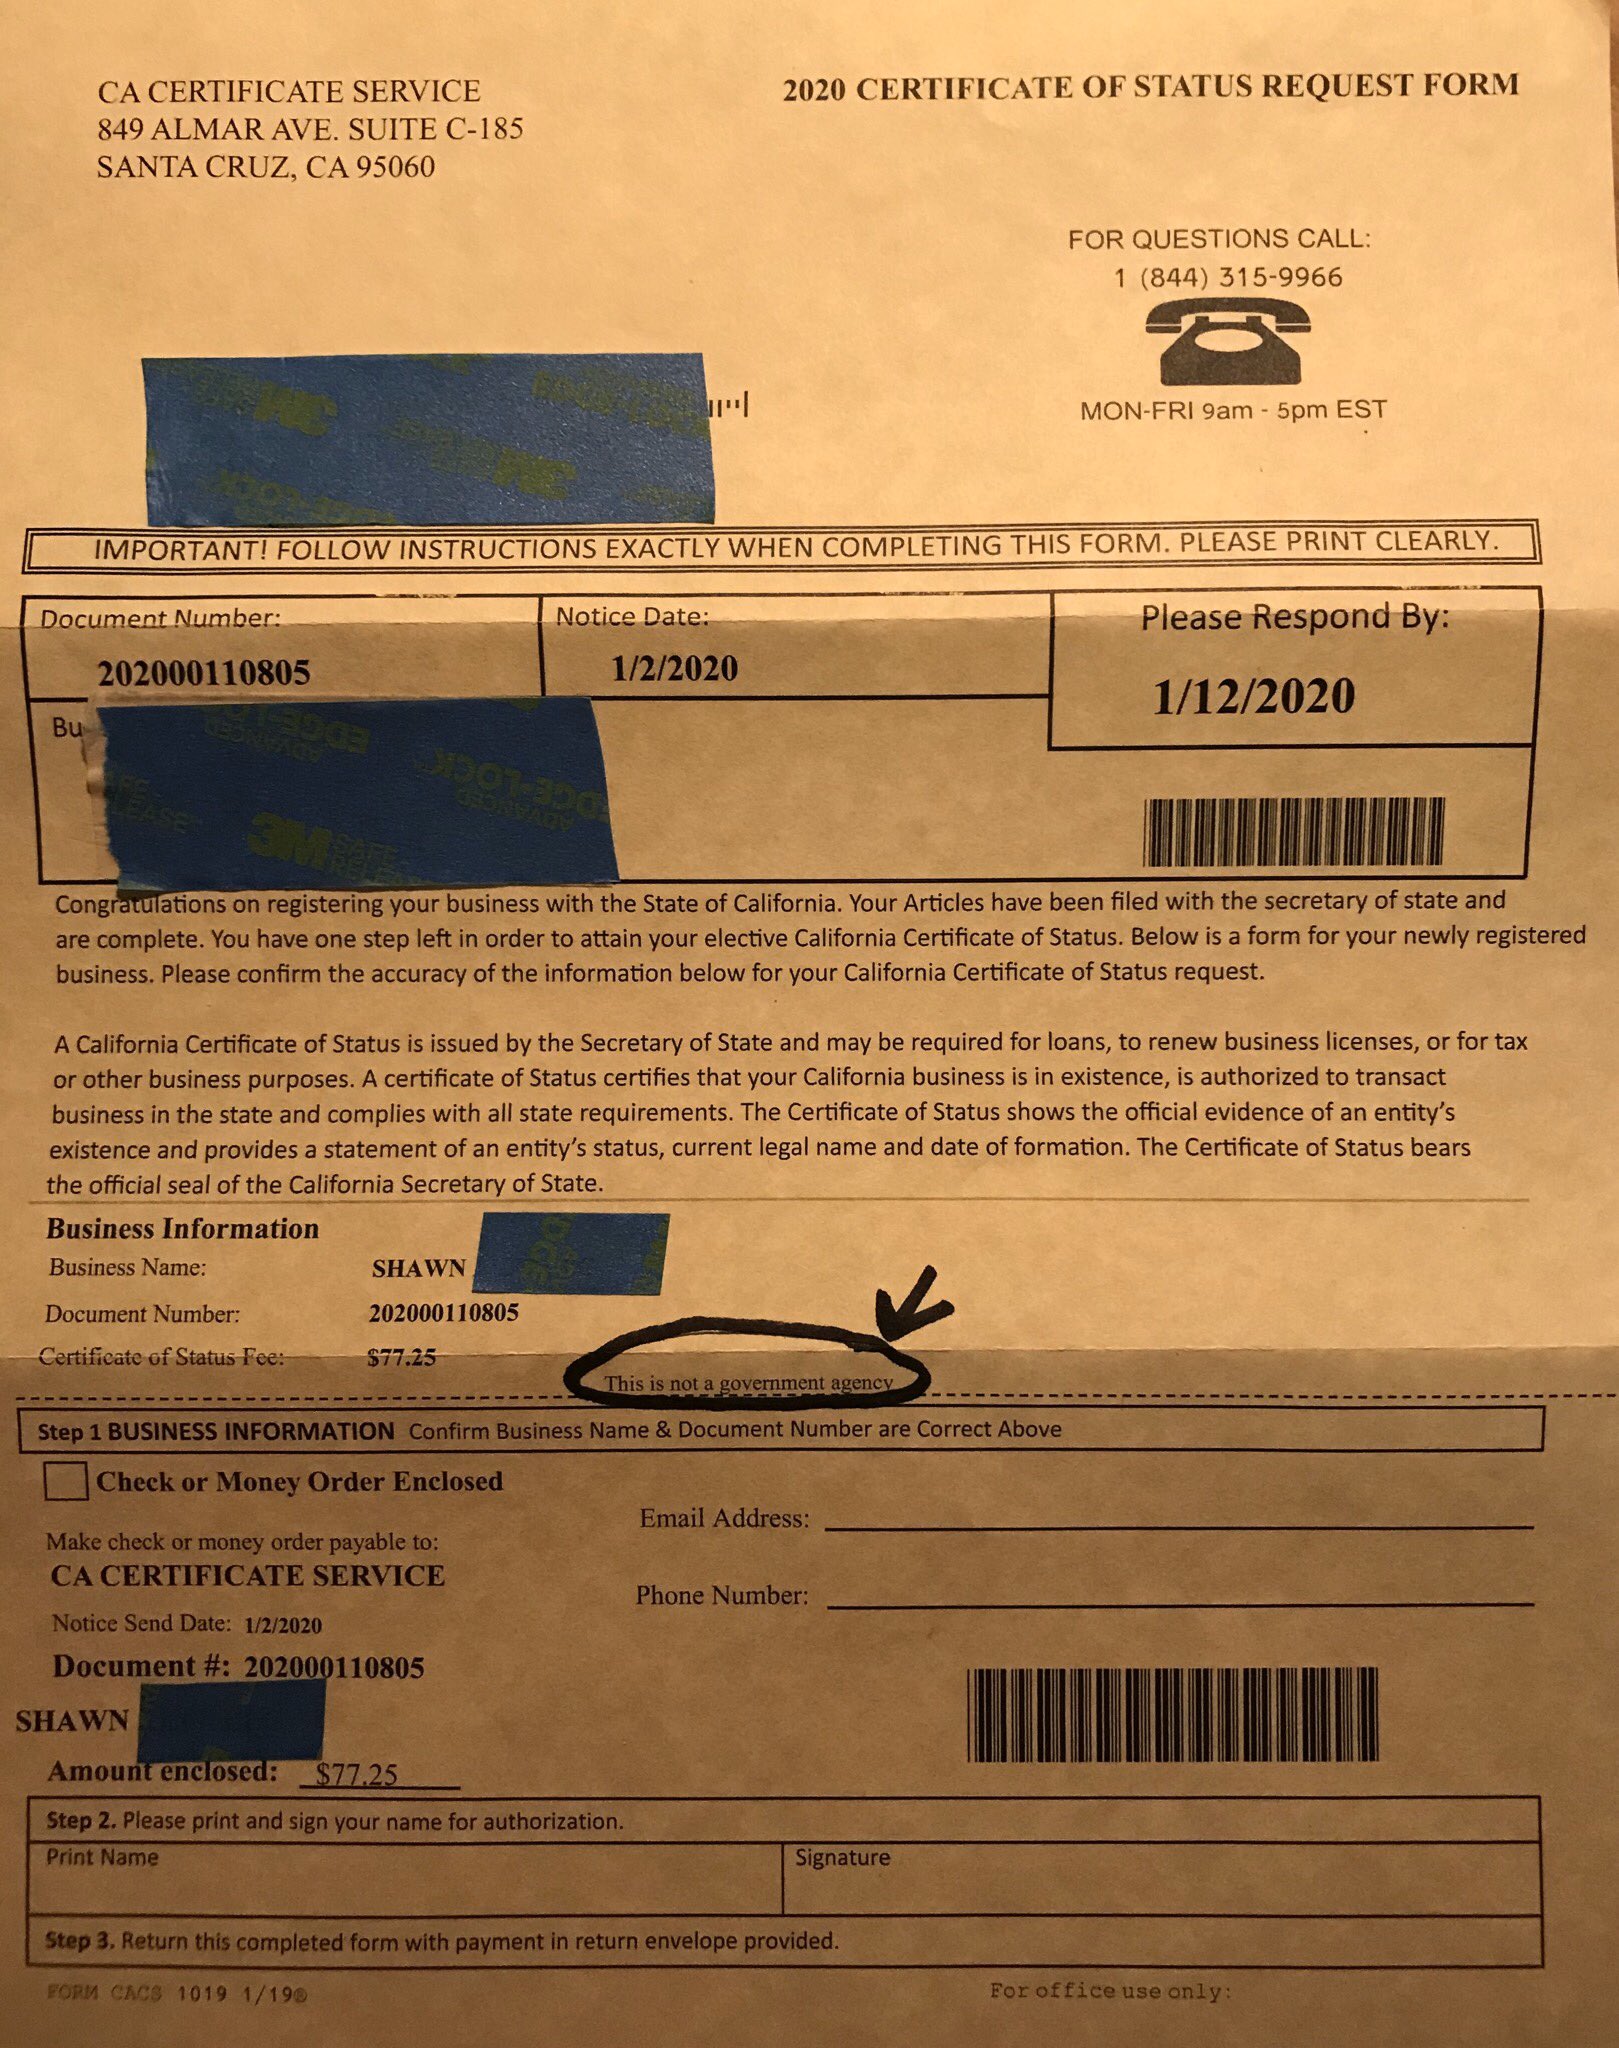 CA CERTIFICATE SERVICE
849 ALMAR AVE. SUITE C-185
SANTA CRUZ, CA 95060
2020 CERTIFICATE OF STATUS REQUEST FORM
FOR QUESTIONS CALL:
1 (844) 315-9966
MON-FRI 9am - 5pm EST
IMPORTANT! FOLLOW INSTRUCTIONS EXACTLY WHEN COMPLETING THIS FORM. PLEASE PRINT CLEARLY.
Document Number:
202000110805
Notice Date:
1/2/2020
Please Respond By:
1/12/2020
Bu
EDGE-LOCK
ADVANCED
3M
Congratulations on registering your business with the State of California. Your Articles have been filed with the secretary of state and
are complete. You have one step left in order to attain your elective California Certificate of Status. Below is a form for your newly registered
business. Please confirm the accuracy of the information below for your California Certificate of Status request.
A California Certificate of Status is issued by the Secretary of State and may be required for loans, to renew business licenses, or for tax
or other business purposes. A certificate of Status certifies that your California business is in existence, is authorized to transact
business in the state and complies with all state requirements. The Certificate of Status shows the official evidence of an entity's
existence and provides a statement of an entity's status, current legal name and date of formation. The Certificate of Status bears
the official seal of the California Secretary of State.
Business Information
Business Name: SHAWN
Document Number: 202000110805
Certificate of Status Fee: $77.25
This is not a government agency
Step 1 BUSINESS INFORMATION Confirm Business Name & Document Number are Correct Above
Check or Money Order Enclosed
Email Address:
Make check or money order payable to:
CA CERTIFICATE SERVICE
Phone Number:
Notice Send Date: 1/2/2020
Document #: 202000110805
SHAWN
Amount enclosed: $77.25
Step 2. Please print and sign your name for authorization.
Print Name
Signature
Step 3. Return this completed form with payment in return envelope provided.
FORM CACS 1019 1/19®
For office use only: